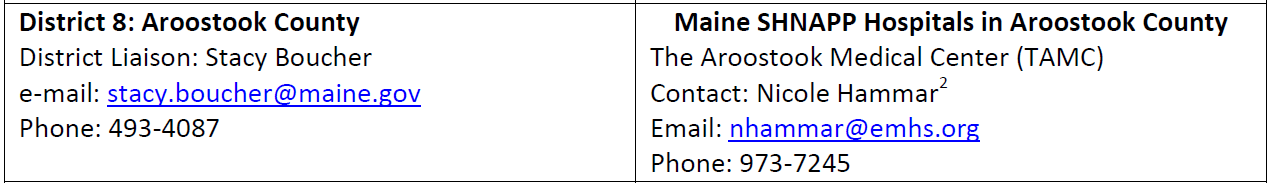 District 8: Aroostook County
District Liaison: Stacy Boucher
e-mail: stacy.boucher@maine.gov
Phone: 493-4087
Maine SHNAPP Hospitals in Aroostook County
The Aroostook Medical Center (TAMC)
Contact: Nicole Hammar2
Email: nhammar@emhs.org
Phone: 973-7245